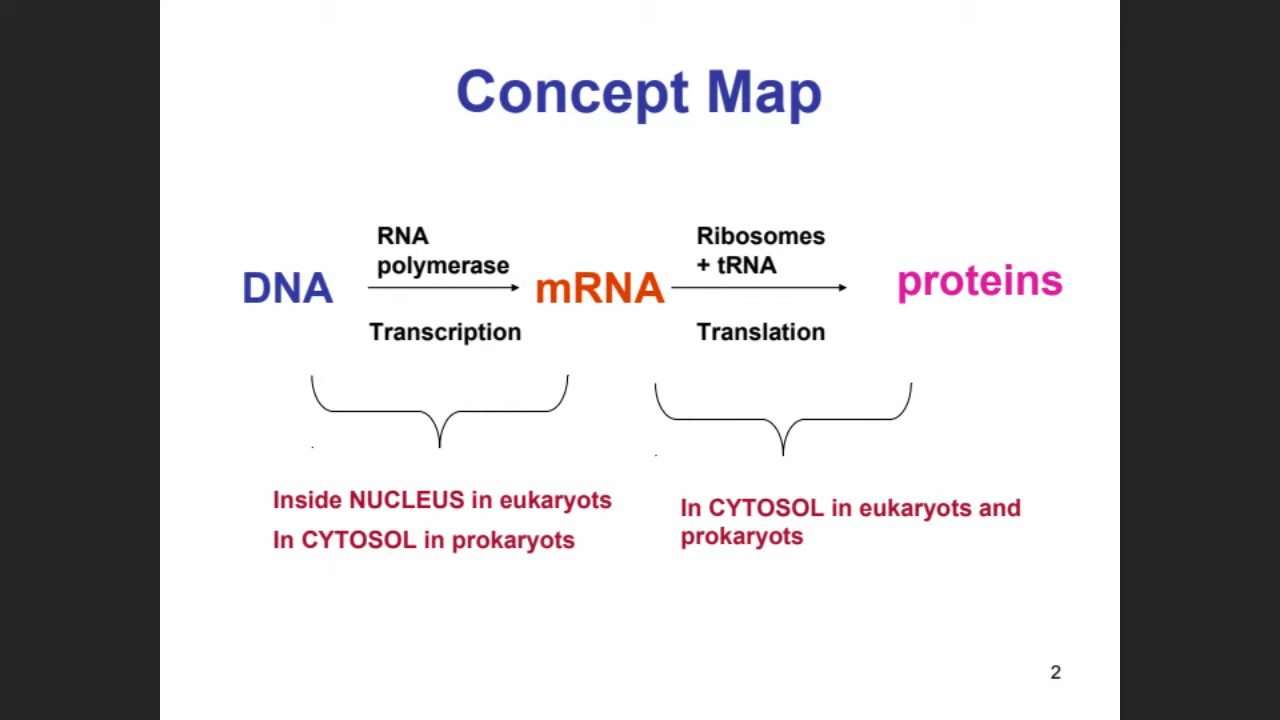 Concept Map
RNA
polymerase
Ribosomes
+ tRNA
DNA
mRNA
proteins
Transcription
Translation
Inside NUCLEUS in eukaryots
In CYTOSOL in prokaryots
In CYTOSOL in eukaryots and
prokaryots
2